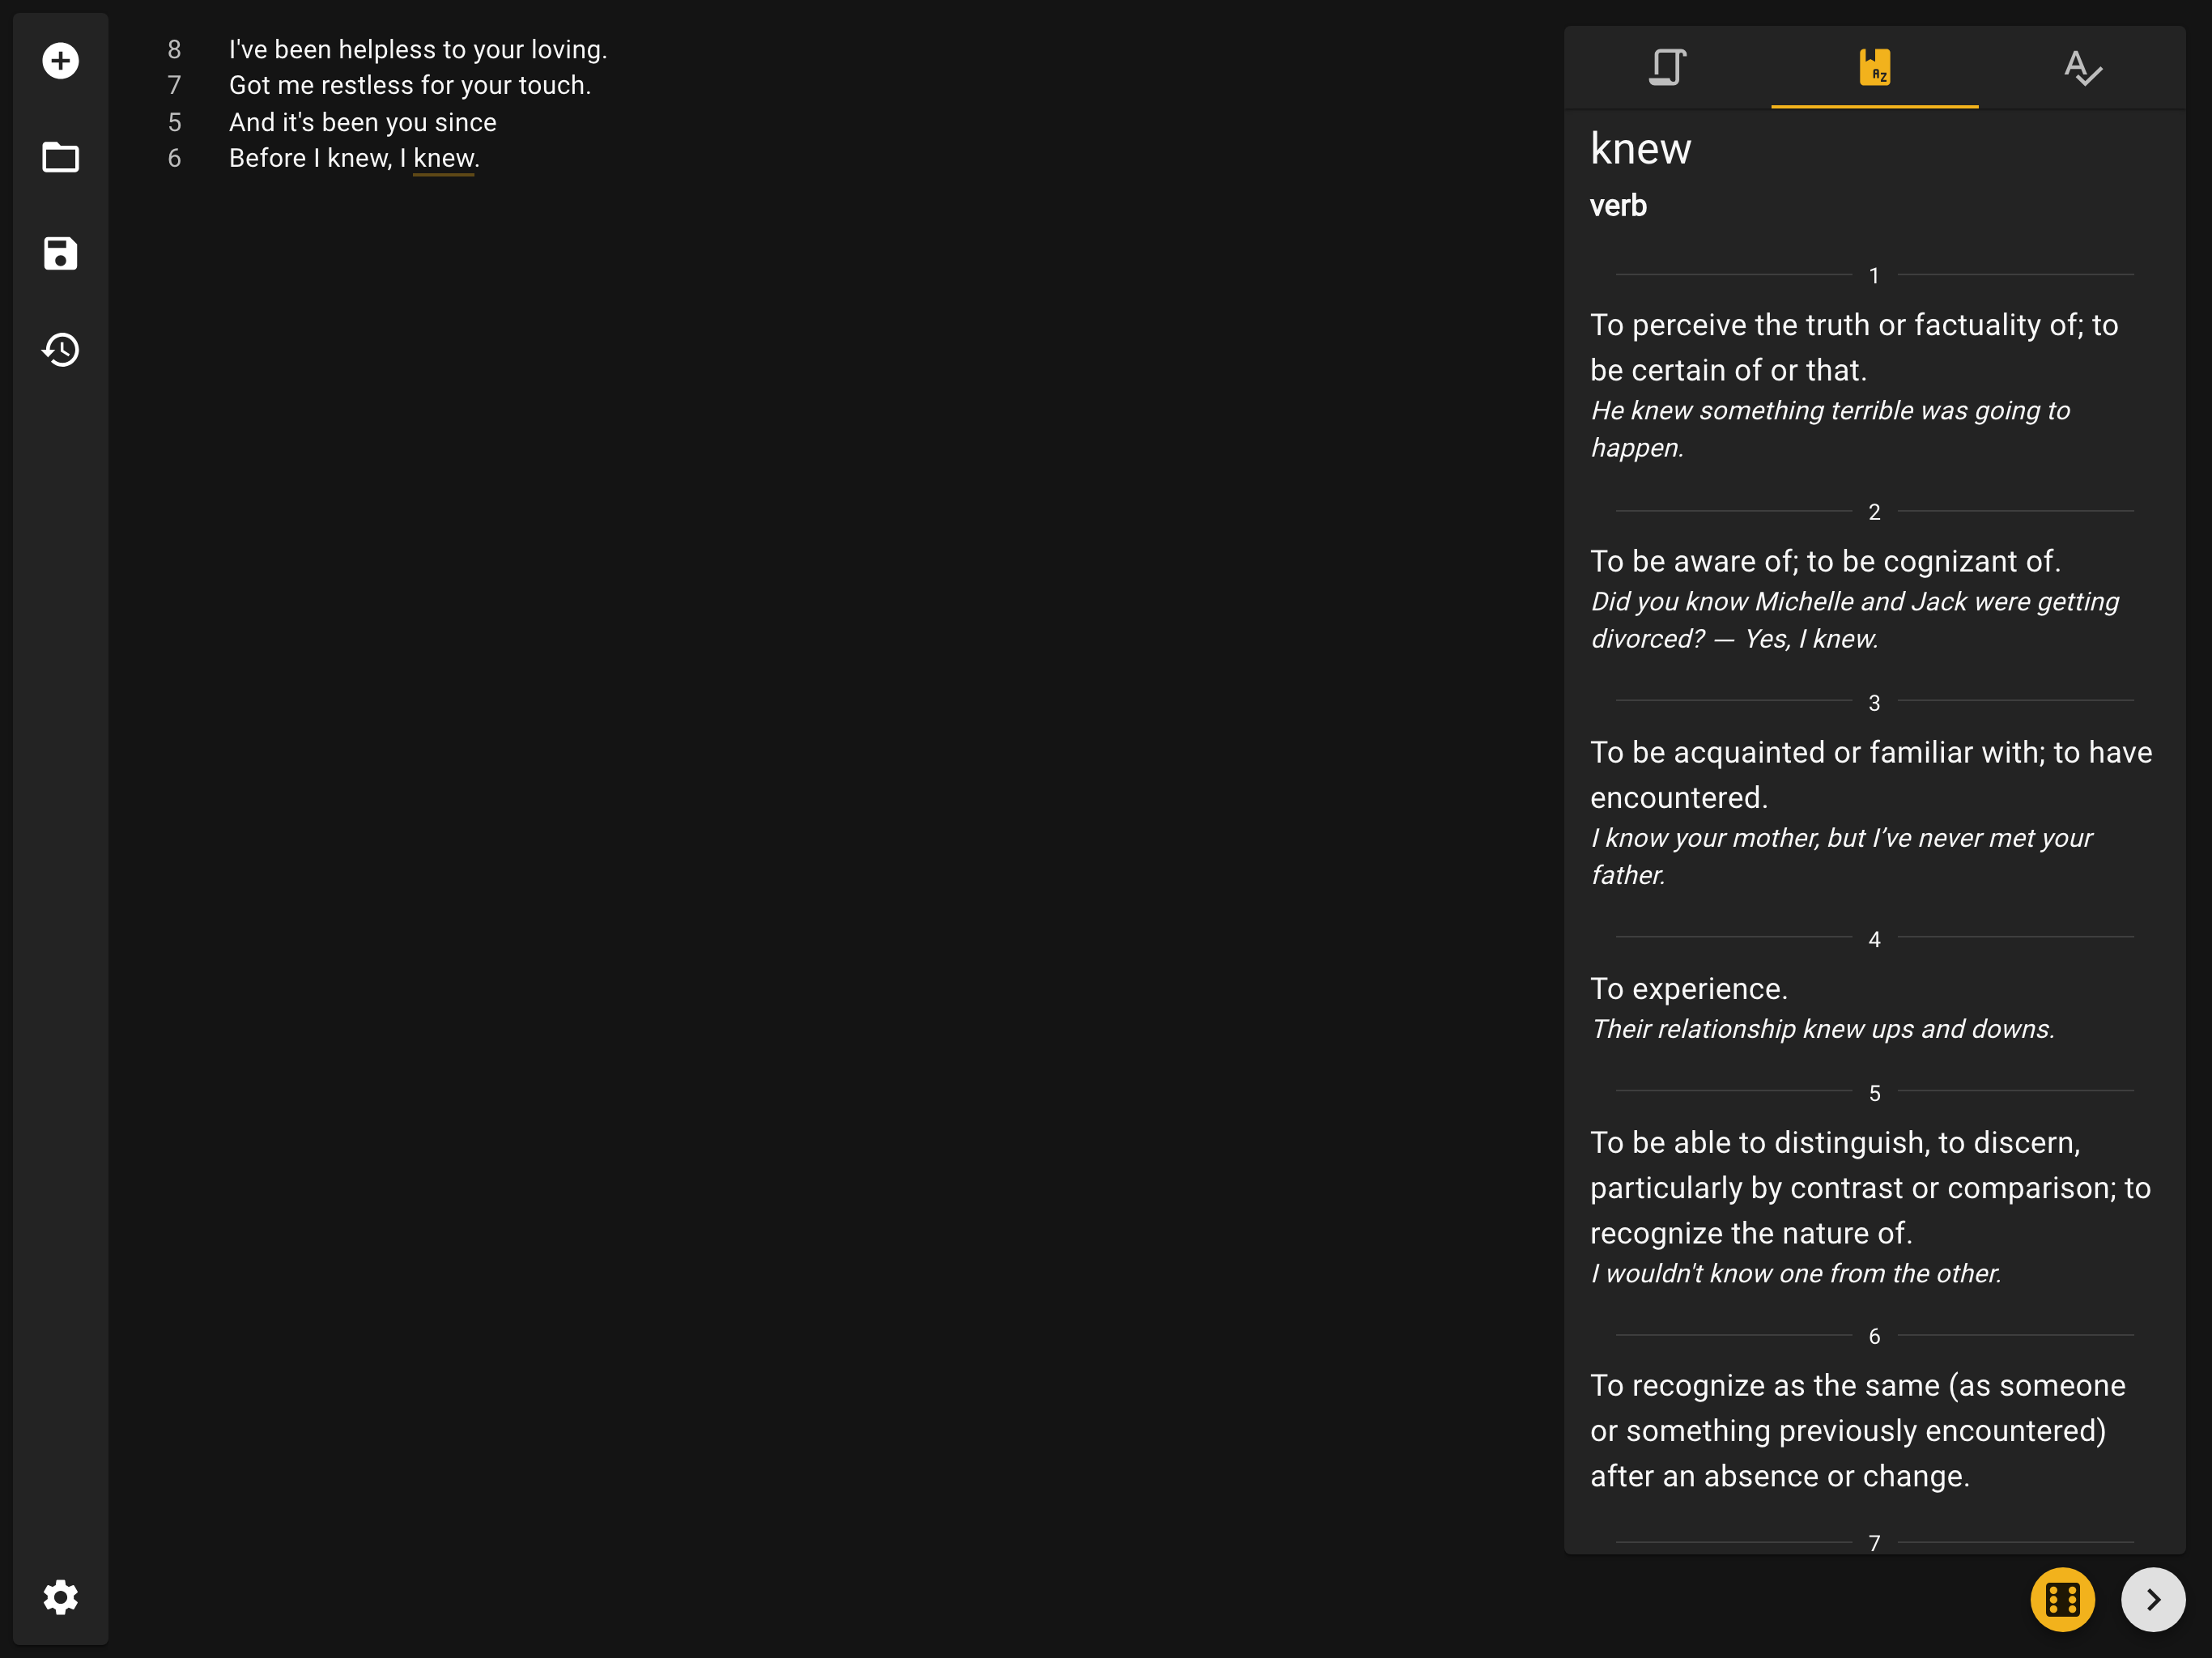 8 I've been helpless to your loving.
7 Got me restless for your touch.
5 And it's been you since
6 Before I knew, I knew.
A Z
A
knew
verb
1
To perceive the truth or factuality of; to
be certain of or that.
He knew something terrible was going to
happen.
2
To be aware of; to be cognizant of.
Did you know Michelle and Jack were getting
divorced? — Yes, I knew.
3
To be acquainted or familiar with; to have
encountered.
I know your mother, but I’ve never met your
father.
4
To experience.
Their relationship knew ups and downs.
5
To be able to distinguish, to discern,
particularly by contrast or comparison; to
recognize the nature of.
I wouldn't know one from the other.
6
To recognize as the same (as someone
or something previously encountered)
after an absence or change.
7